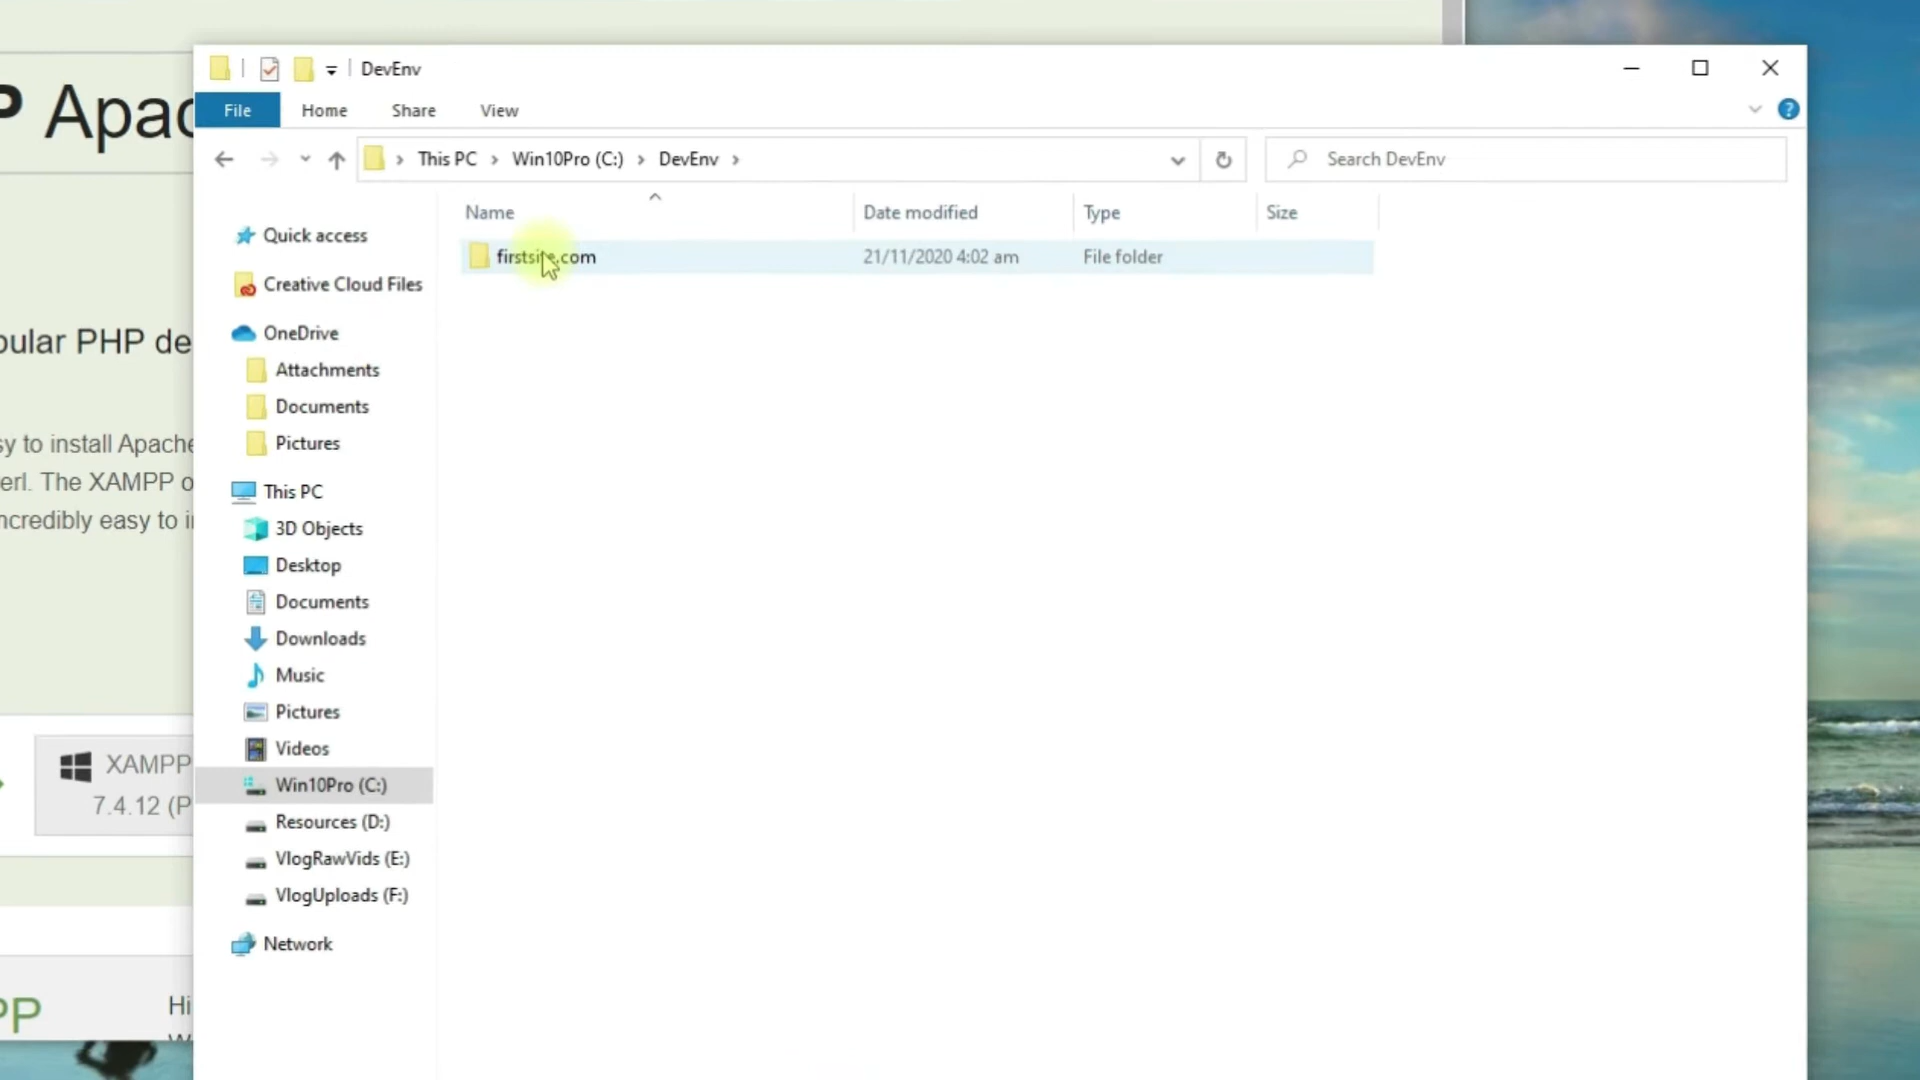 DevEnv
P Apac
File Home Share View
This PC Win10Pro (C:) DevEnv
Search DevEnv
Name Date modified Type Size
firstsite.com 21/11/2020 4:02 am File folder
Quick access
Creative Cloud Files
OneDrive
Attachments
Documents
Pictures
This PC
3D Objects
Desktop
Documents
Downloads
Music
Pictures
Videos
Win10Pro (C:)
Resources (D:)
VlogRawVids (E:)
VlogUploads (F:)
Network
pular PHP de
sy to install Apache
erl. The XAMPP o
ncredibly easy to i
XAMPP
7.4.12 (P
PP
Hi